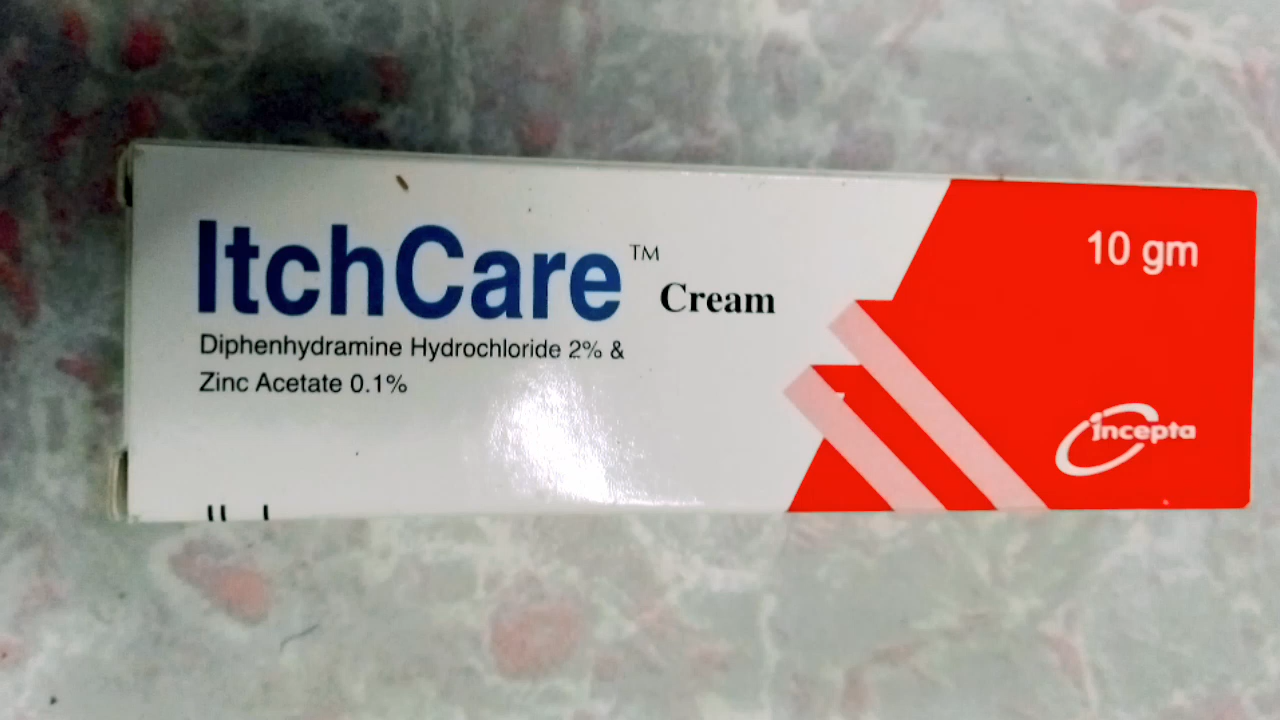 ItchCare™ Cream
Diphenhydramine Hydrochloride 2% &
Zinc Acetate 0.1%
10 gm
incepta